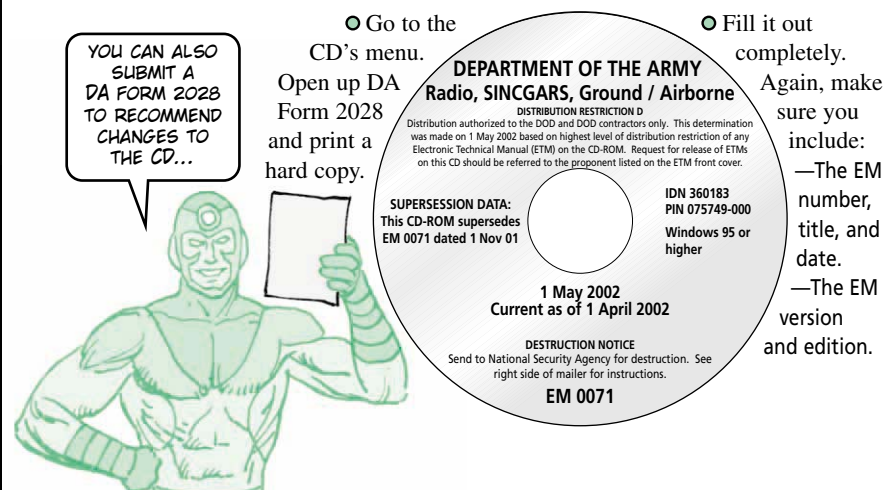 YOU CAN ALSO
SUBMIT A
DA FORM 2028
TO RECOMMEND
CHANGES TO
THE CD...
Go to the
CD's menu.
Open up DA
Form 2028
and print a
hard copy.
DEPARTMENT OF THE ARMY
Radio, SINCGARS, Ground / Airborne
DISTRIBUTION RESTRICTION D
Distribution authorized to the DOD and DOD contractors only. This determination
was made on 1 May 2002 based on highest level of distribution restriction of any
Electronic Technical Manual (ETM) on the CD-ROM. Request for release of ETMs
on this CD should be referred to the proponent listed on the ETM front cover.
SUPERSESSION DATA:
This CD-ROM supersedes
EM 0071 dated 1 Nov 01
IDN 360183
PIN 075749-000
Windows 95 or
higher
1 May 2002
Current as of 1 April 2002
DESTRUCTION NOTICE
Send to National Security Agency for destruction. See
right side of mailer for instructions.
EM 0071
Fill it out
completely.
Again, make
sure you
include:
—The EM
number,
title, and
date.
—The EM
version
and edition.